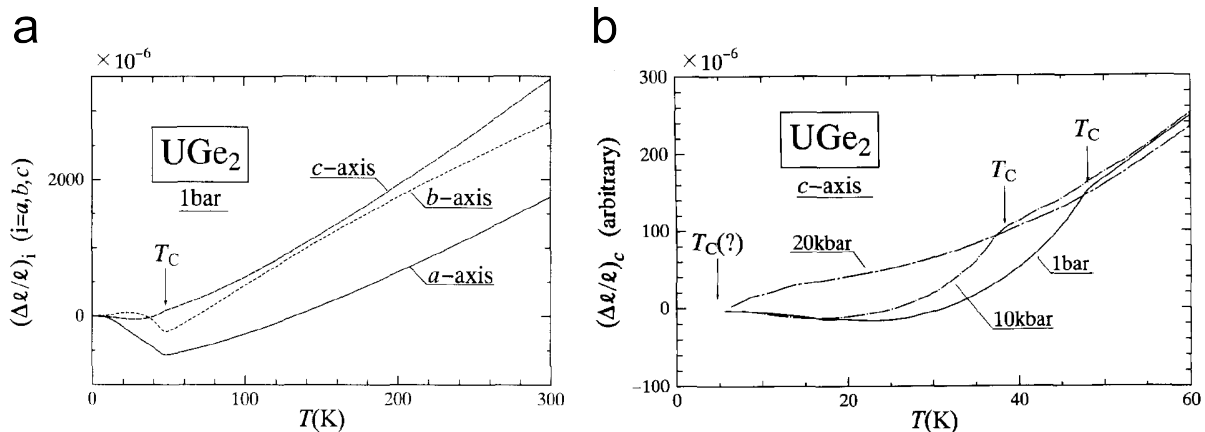 a
× 10⁻⁶
(Δℓ/ℓ)ᵢ (i=a,b,c)
2000
0
UGe₂
1bar
T_C
c−axis
b−axis
a−axis
0
100
200
300
T(K)
b
× 10⁻⁶
(Δℓ/ℓ)_c (arbitrary)
300
200
100
0
−100
UGe₂
c−axis
T_C
T_C
T_C(?)
20kbar
1bar
10kbar
0
20
40
60
T(K)